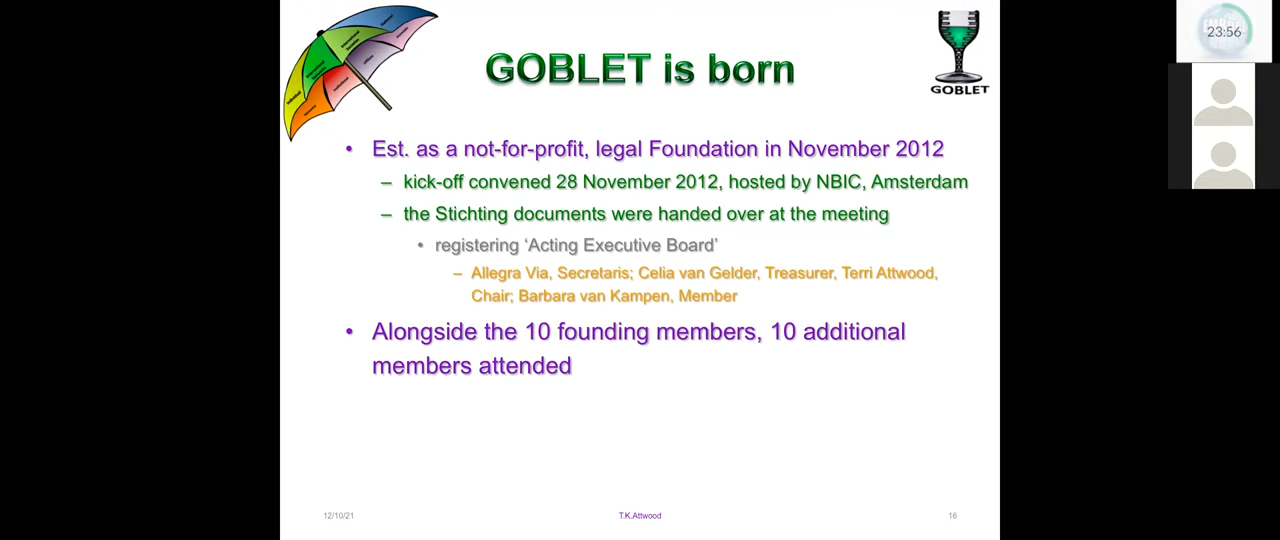 GOBLET is born
GOBLET
23:56
• Est. as a not-for-profit, legal Foundation in November 2012
– kick-off convened 28 November 2012, hosted by NBIC, Amsterdam
– the Stichting documents were handed over at the meeting
• registering ‘Acting Executive Board’
– Allegra Via, Secretaris; Celia van Gelder, Treasurer, Terri Attwood,
Chair; Barbara van Kampen, Member
• Alongside the 10 founding members, 10 additional
members attended
12/10/21
T.K.Attwood
16